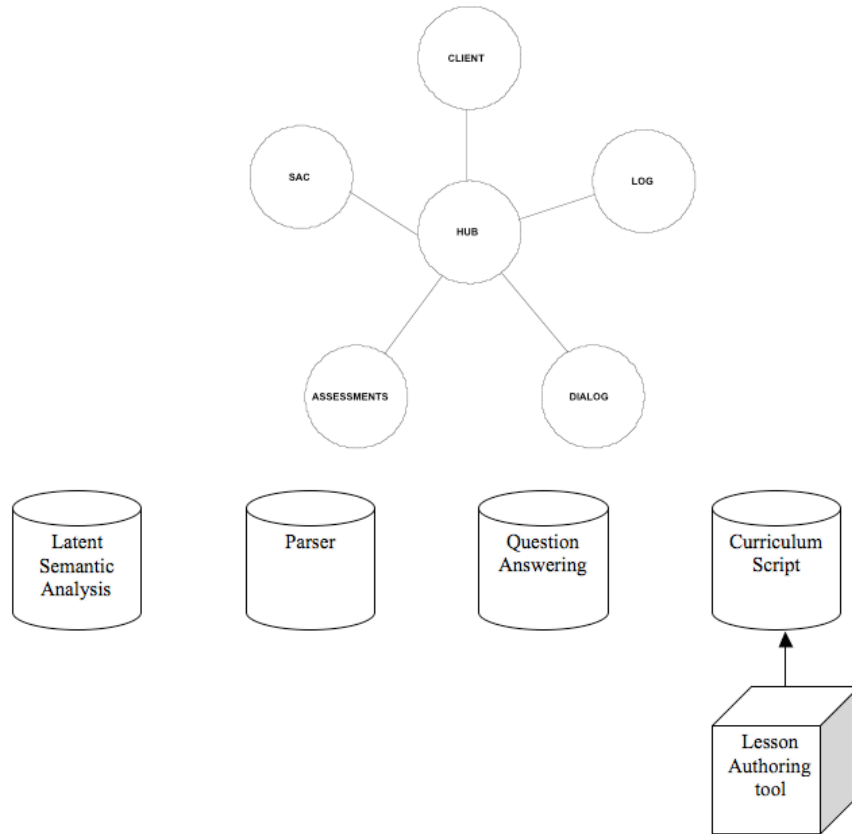 CLIENT
SAC
LOG
HUB
ASSESSMENTS
DIALOG
Latent
Semantic
Analysis
Parser
Question
Answering
Curriculum
Script
Lesson
Authoring
tool